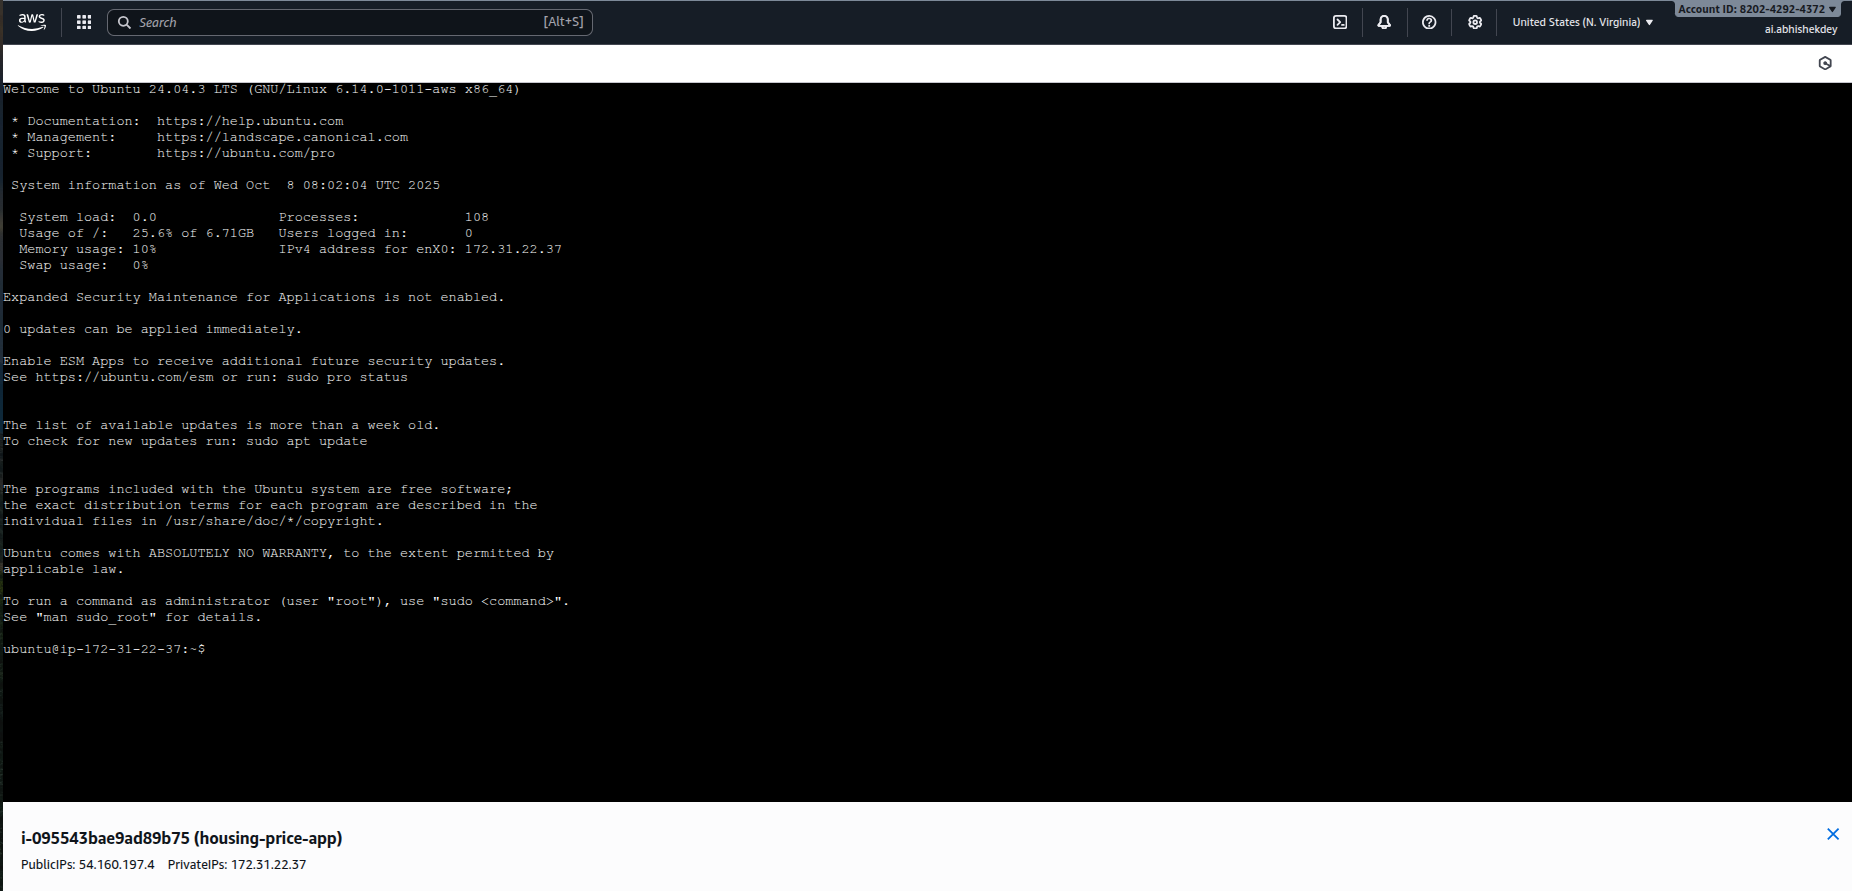 aws
Search [Alt+S]
United States (N. Virginia)
Account ID: 8202-4292-4372
ai.abhishekdey
Welcome to Ubuntu 24.04.3 LTS (GNU/Linux 6.14.0-1011-aws x86_64)
* Documentation: https://help.ubuntu.com
* Management: https://landscape.canonical.com
* Support: https://ubuntu.com/pro
System information as of Wed Oct 8 08:02:04 UTC 2025
System load: 0.0 Processes: 108
Usage of /: 25.6% of 6.71GB Users logged in: 0
Memory usage: 10% IPv4 address for enX0: 172.31.22.37
Swap usage: 0%
Expanded Security Maintenance for Applications is not enabled.
0 updates can be applied immediately.
Enable ESM Apps to receive additional future security updates.
See https://ubuntu.com/esm or run: sudo pro status
The list of available updates is more than a week old.
To check for new updates run: sudo apt update
The programs included with the Ubuntu system are free software;
the exact distribution terms for each program are described in the
individual files in /usr/share/doc/*/copyright.
Ubuntu comes with ABSOLUTELY NO WARRANTY, to the extent permitted by
applicable law.
To run a command as administrator (user "root"), use "sudo <command>".
See "man sudo_root" for details.
ubuntu@ip-172-31-22-37:~$
i-095543bae9ad89b75 (housing-price-app)
PublicIPs: 54.160.197.4 PrivateIPs: 172.31.22.37